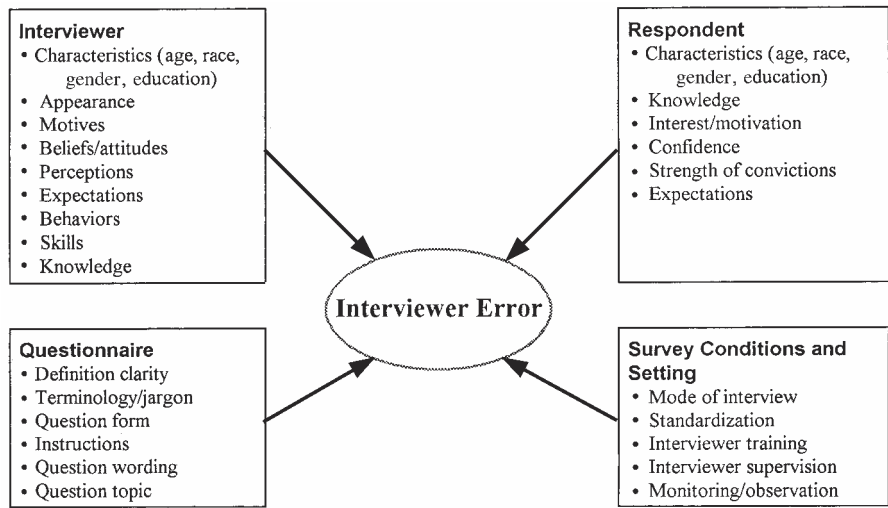 Interviewer
• Characteristics (age, race,
gender, education)
• Appearance
• Motives
• Beliefs/attitudes
• Perceptions
• Expectations
• Behaviors
• Skills
• Knowledge
Respondent
• Characteristics (age, race,
gender, education)
• Knowledge
• Interest/motivation
• Confidence
• Strength of convictions
• Expectations
Interviewer Error
Questionnaire
• Definition clarity
• Terminology/jargon
• Question form
• Instructions
• Question wording
• Question topic
Survey Conditions and
Setting
• Mode of interview
• Standardization
• Interviewer training
• Interviewer supervision
• Monitoring/observation